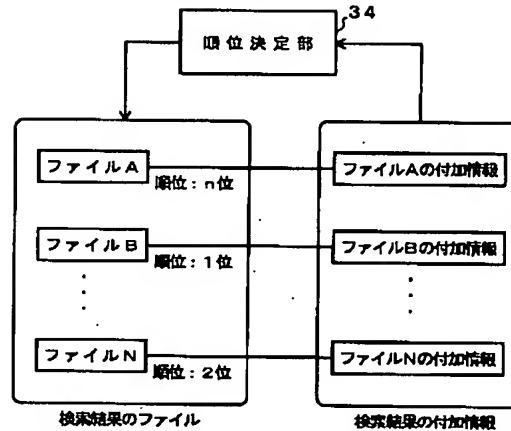 34
順位決定部
ファイルA
順位：n位
ファイルAの付加情報
ファイルB
順位：1位
ファイルBの付加情報
ファイルN
順位：2位
ファイルNの付加情報
検索結果のファイル
検索結果の付加情報